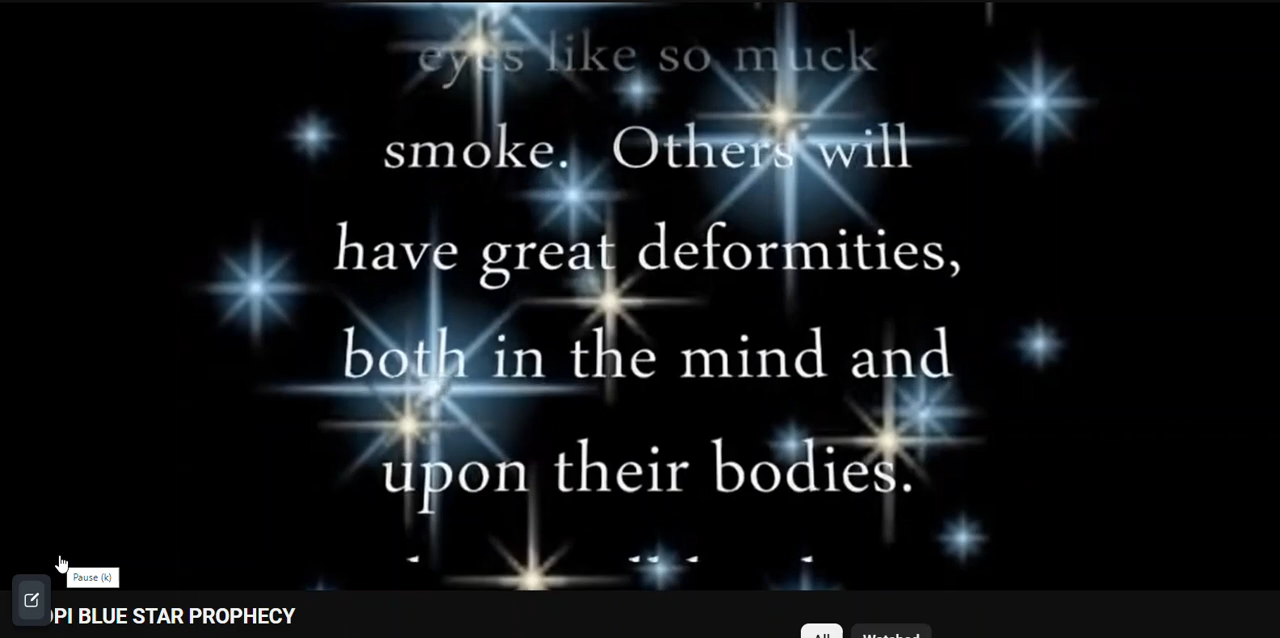 eyes like so muck
smoke. Others will
have great deformities,
both in the mind and
upon their bodies.
Pause (k)
OPI BLUE STAR PROPHECY
All
Watched